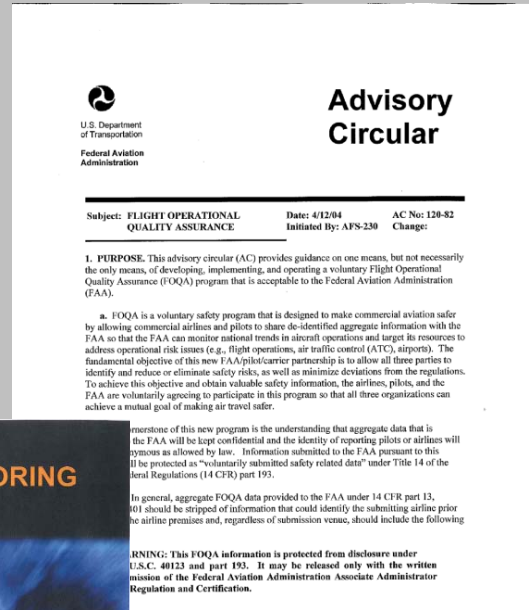 Advisory
Circular
U.S. Department
of Transportation
Federal Aviation
Administration
Subject: FLIGHT OPERATIONAL
QUALITY ASSURANCE
Date: 4/12/04
Initiated By: AFS-230
AC No: 120-82
Change:
1. PURPOSE. This advisory circular (AC) provides guidance on one means, but not necessarily
the only means, of developing, implementing, and operating a voluntary Flight Operational
Quality Assurance (FOQA) program that is acceptable to the Federal Aviation Administration
(FAA).
a. FOQA is a voluntary safety program that is designed to make commercial aviation safer
by allowing commercial airlines and pilots to share de-identified aggregate information with the
FAA so that the FAA can monitor national trends in aircraft operations and target its resources to
address operational risk issues (e.g., flight operations, air traffic control (ATC), airports). The
fundamental objective of this new FAA/pilot/carrier partnership is to allow all three parties to
identify and reduce or eliminate safety risks, as well as minimize deviations from the regulations.
To achieve this objective and obtain valuable safety information, the airlines, pilots, and the
FAA are voluntarily agreeing to participate in this program so that all three organizations can
achieve a mutual goal of making air travel safer.
rnerstone of this new program is the understanding that aggregate data that is
the FAA will be kept confidential and the identity of reporting pilots or airlines will
ymous as allowed by law. Information submitted to the FAA pursuant to this
ll be protected as "voluntarily submitted safety related data" under Title 14 of the
deral Regulations (14 CFR) part 193.
In general, aggregate FOQA data provided to the FAA under 14 CFR part 13,
401 should be stripped of information that could identify the submitting airline prior
he airline premises and, regardless of submission venue, should include the following
RNING: This FOQA information is protected from disclosure under
U.S.C. 40123 and part 193. It may be released only with the written
mission of the Federal Aviation Administration Associate Administrator
Regulation and Certification.
ORING